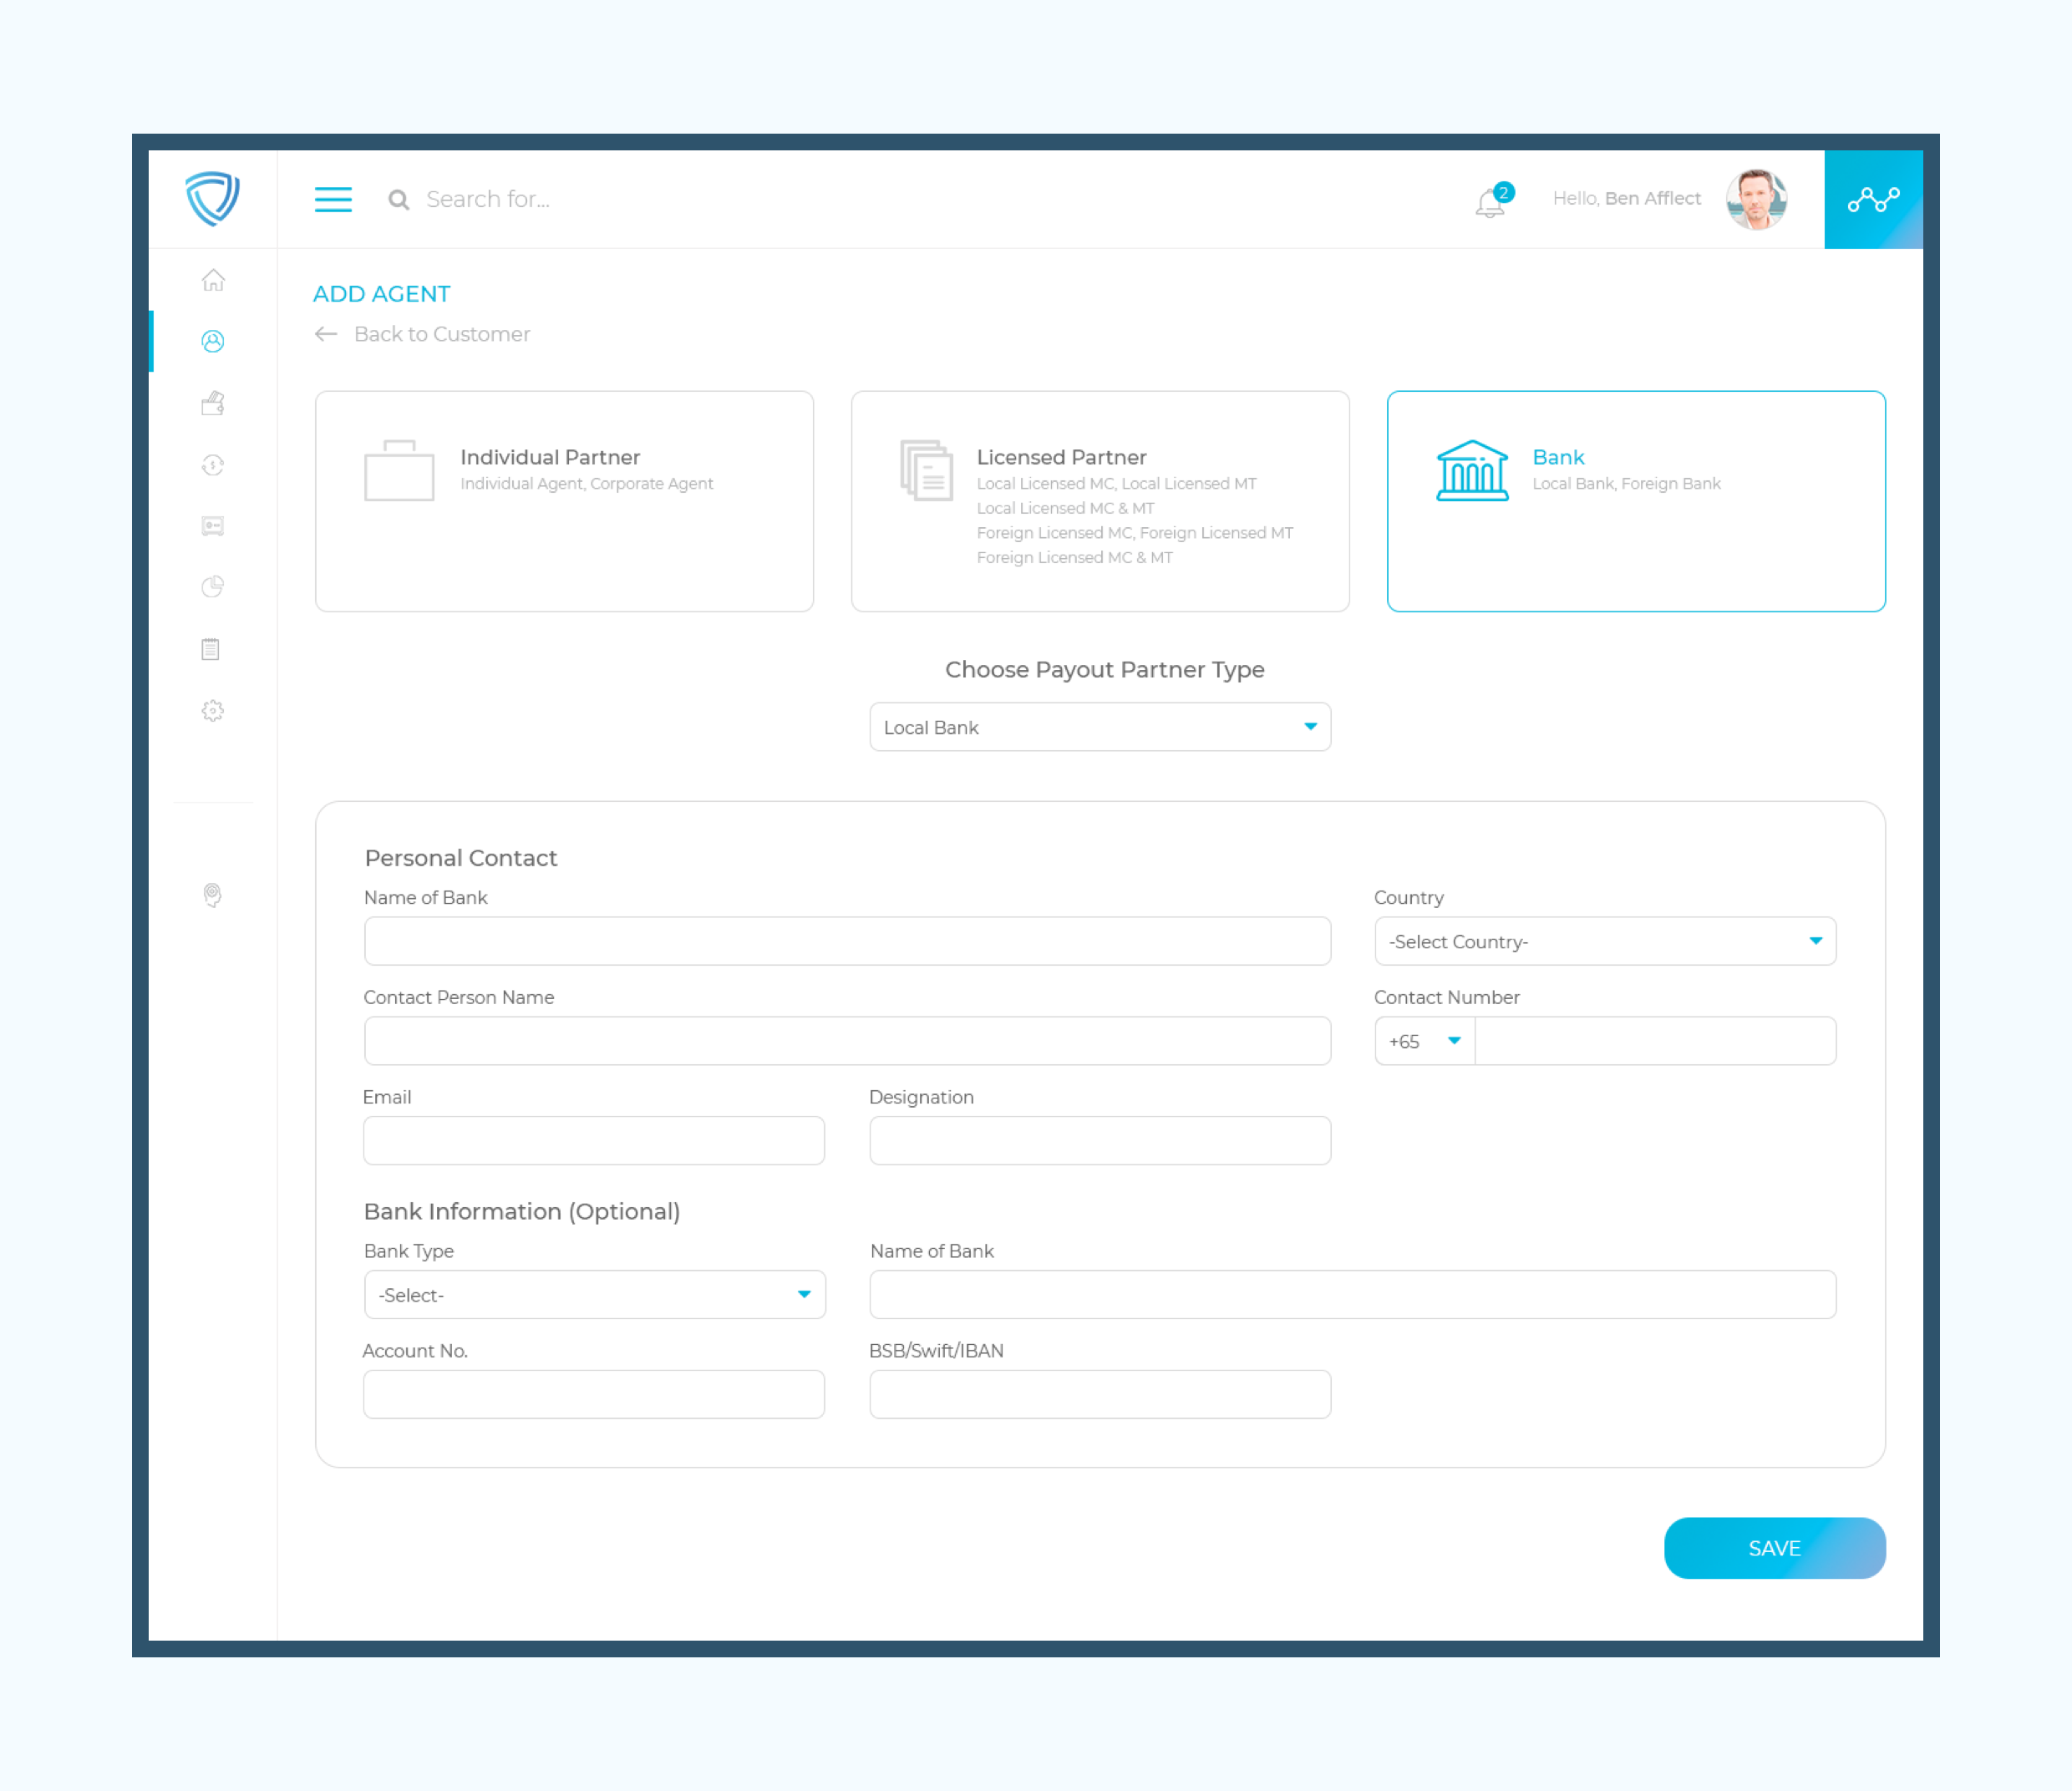 Search for...
2
Hello, Ben Afflect
ADD AGENT
Back to Customer
Individual Partner
Individual Agent, Corporate Agent
Licensed Partner
Local Licensed MC, Local Licensed MT
Local Licensed MC & MT
Foreign Licensed MC, Foreign Licensed MT
Foreign Licensed MC & MT
Bank
Local Bank, Foreign Bank
Choose Payout Partner Type
Local Bank
Personal Contact
Name of Bank
Country
-Select Country-
Contact Person Name
Contact Number
+65
Email
Designation
Bank Information (Optional)
Bank Type
Name of Bank
-Select-
Account No.
BSB/Swift/IBAN
SAVE